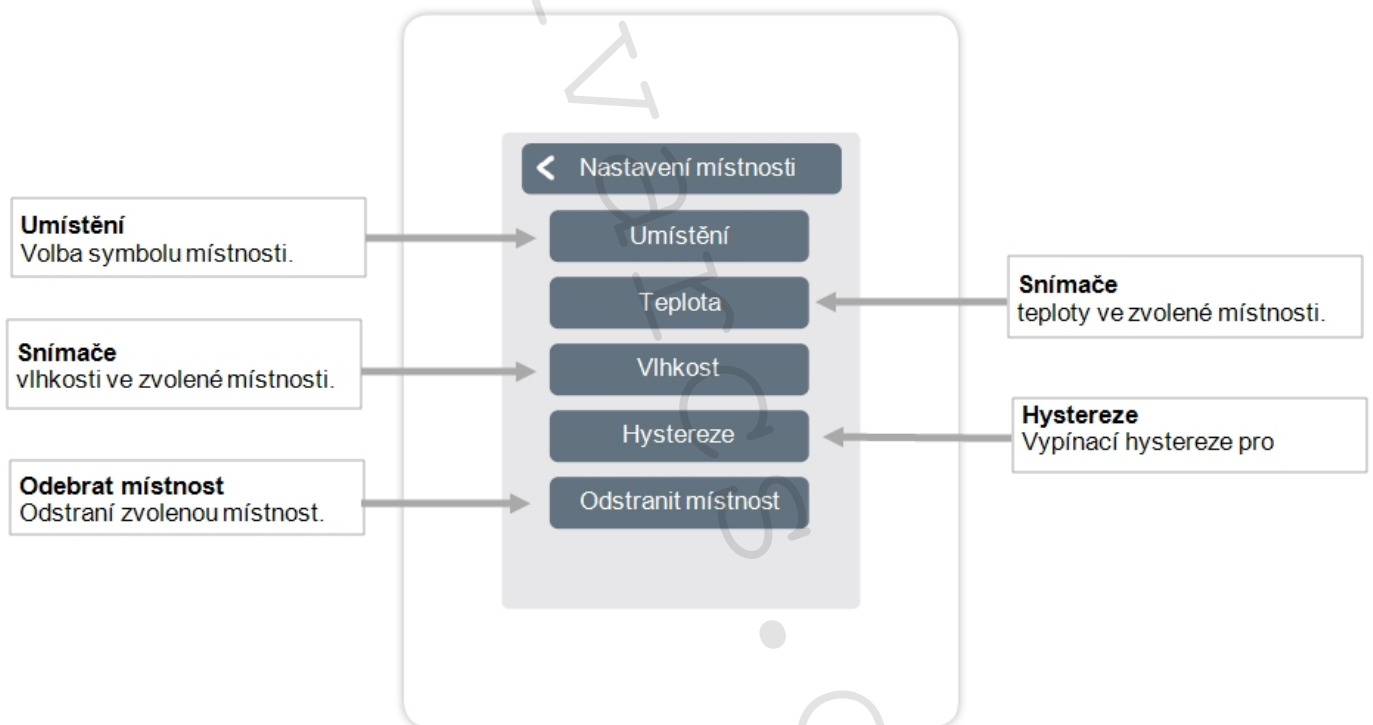 Nastavení místnosti
Umístění
Teplota
Vlhkost
Hystereze
Odstranit místnost
Umístění
Volba symbolu místnosti.
Snímače
vlhkosti ve zvolené místnosti.
Odebrat místnost
Odstraní zvolenou místnost.
Snímače
teploty ve zvolené místnosti.
Hystereze
Vypínací hystereze pro